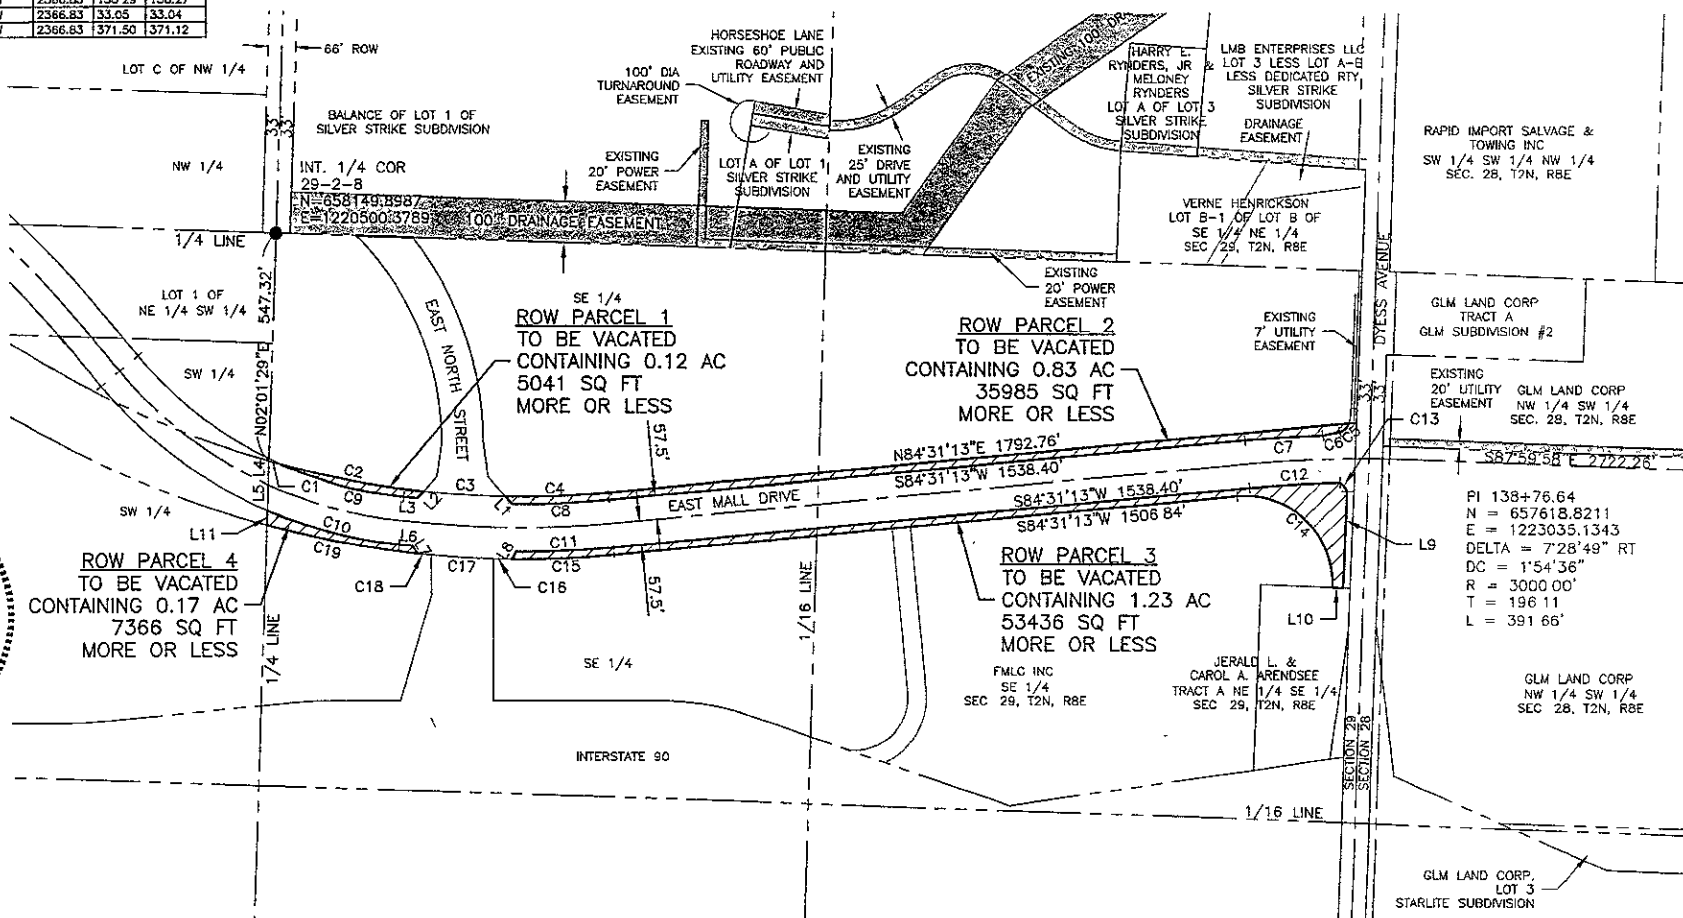 2366.83 138 29 138.27
2366.83 33.05 33.04
2366.83 371.50 371.12
66' ROW
LOT C OF NW 1/4
33
33
BALANCE OF LOT 1 OF
SILVER STRIKE SUBDIVISION
NW 1/4
INT. 1/4 COR
29-2-8
N=658149.8987
E=1220500.3789
100' DRAINAGE EASEMENT
1/4 LINE
HORSESHOE LANE
EXISTING 60' PUBLIC
ROADWAY AND
UTILITY EASEMENT
100' DIA
TURNAROUND
EASEMENT
EXISTING
20' POWER
EASEMENT
LOT A OF LOT 1
SILVER STRIKE
SUBDIVISION
EXISTING
25' DRIVE
AND UTILITY
EASEMENT
EXISTING 100' DRA
HARRY E.
RYNDERS, JR &
MELONEY
RYNDERS
LOT A OF LOT 3
SILVER STRIKE
SUBDIVISION
LMB ENTERPRISES LLC
LOT 3 LESS LOT A-B
LESS DEDICATED RTY
SILVER STRIKE
SUBDIVISION
DRAINAGE
EASEMENT
RAPID IMPORT SALVAGE &
TOWING INC
SW 1/4 SW 1/4 NW 1/4
SEC. 28, T2N, R8E
VERNE HENRICKSON
LOT B-1 OF LOT B OF
SE 1/4 NE 1/4
SEC 29, T2N, R8E
EXISTING
20' POWER
EASEMENT
DYESS AVENUE
EXISTING
7' UTILITY
EASEMENT
GLM LAND CORP
TRACT A
GLM SUBDIVISION #2
33
33
EXISTING
20' UTILITY
EASEMENT
GLM LAND CORP
NW 1/4 SW 1/4
SEC. 28, T2N, R8E
C13
S87°59'58"E 2722.26'
LOT 1 OF
NE 1/4 SW 1/4
547.32'
N02°01'29"E
SW 1/4
SE 1/4
ROW PARCEL 1
TO BE VACATED
CONTAINING 0.12 AC
5041 SQ FT
MORE OR LESS
EAST NORTH STREET
ROW PARCEL 2
TO BE VACATED
CONTAINING 0.83 AC
35985 SQ FT
MORE OR LESS
57.5'
N84°31'13"E 1792.76'
S84°31'13"W 1538.40'
EAST MALL DRIVE
S84°31'13"W 1538.40'
S84°31'13"W 1506 84'
57.5'
L4
L5
C1
C2
C9
L3
L2
C3
L1
C4
C8
C7
C6
C5
C12
C14
SW 1/4
L11
C10
C19
L6
L7
C17
L8
C11
C15
C18
C16
L9
L10
ROW PARCEL 4
TO BE VACATED
CONTAINING 0.17 AC
7366 SQ FT
MORE OR LESS
1/4 LINE
SE 1/4
1/16 LINE
ROW PARCEL 3
TO BE VACATED
CONTAINING 1.23 AC
53436 SQ FT
MORE OR LESS
FMLC INC
SE 1/4
SEC 29, T2N, R8E
JERALD L. &
CAROL A. ARENDSEE
TRACT A NE 1/4 SE 1/4
SEC 29, T2N, R8E
PI 138+76.64
N = 657618.8211
E = 1223035.1343
DELTA = 7°28'49" RT
DC = 1°54'36"
R = 3000 00'
T = 196 11
L = 391 66'
GLM LAND CORP
NW 1/4 SW 1/4
SEC 28, T2N, R8E
SECTION 29
SECTION 28
INTERSTATE 90
1/16 LINE
GLM LAND CORP.
LOT 3
STARLITE SUBDIVISION